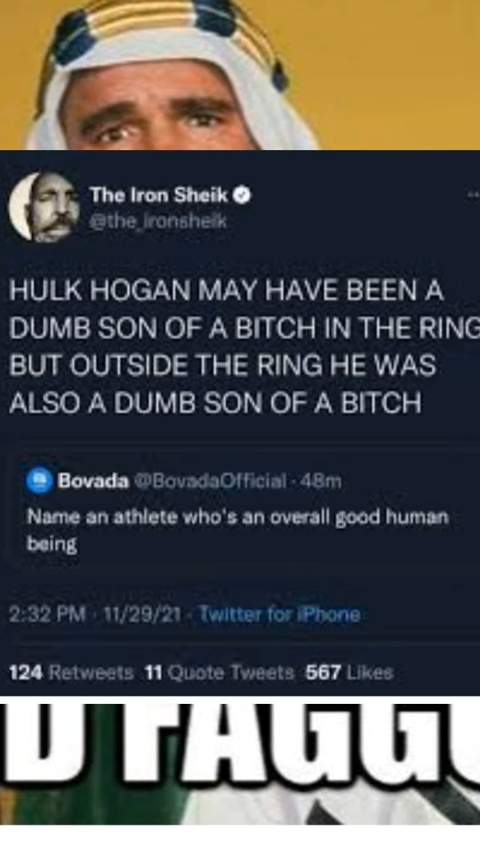 The Iron Sheik
@the_ironsheik
HULK HOGAN MAY HAVE BEEN A
DUMB SON OF A BITCH IN THE RING
BUT OUTSIDE THE RING HE WAS
ALSO A DUMB SON OF A BITCH
Bovada @BovadaOfficial · 48m
Name an athlete who's an overall good human
being
2:32 PM · 11/29/21 · Twitter for iPhone
124 Retweets 11 Quote Tweets 567 Likes